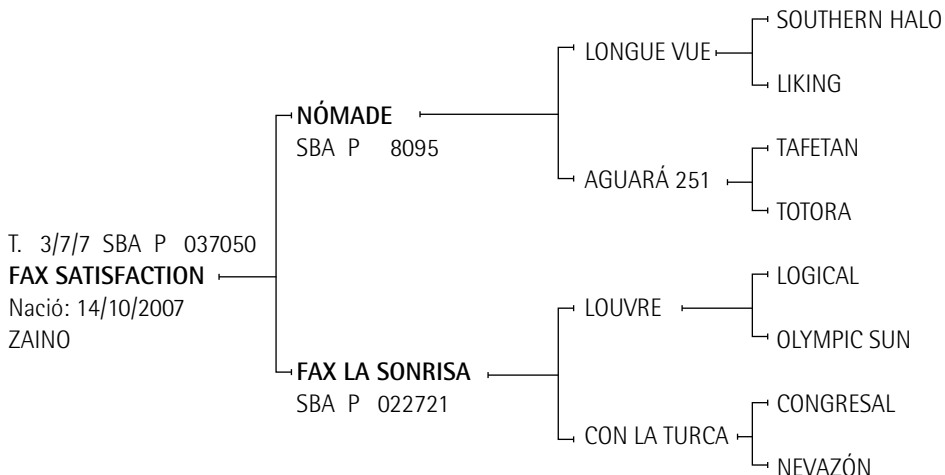 T. 3/7/7 SBA P 037050
FAX SATISFACTION
Nació: 14/10/2007
ZAINO
NÓMADE
SBA P 8095
FAX LA SONRISA
SBA P 022721
LONGUE VUE
AGUARÁ 251
LOUVRE
CON LA TURCA
SOUTHERN HALO
LIKING
TAFETAN
TOTORA
LOGICAL
OLYMPIC SUN
CONGRESAL
NEVAZÓN